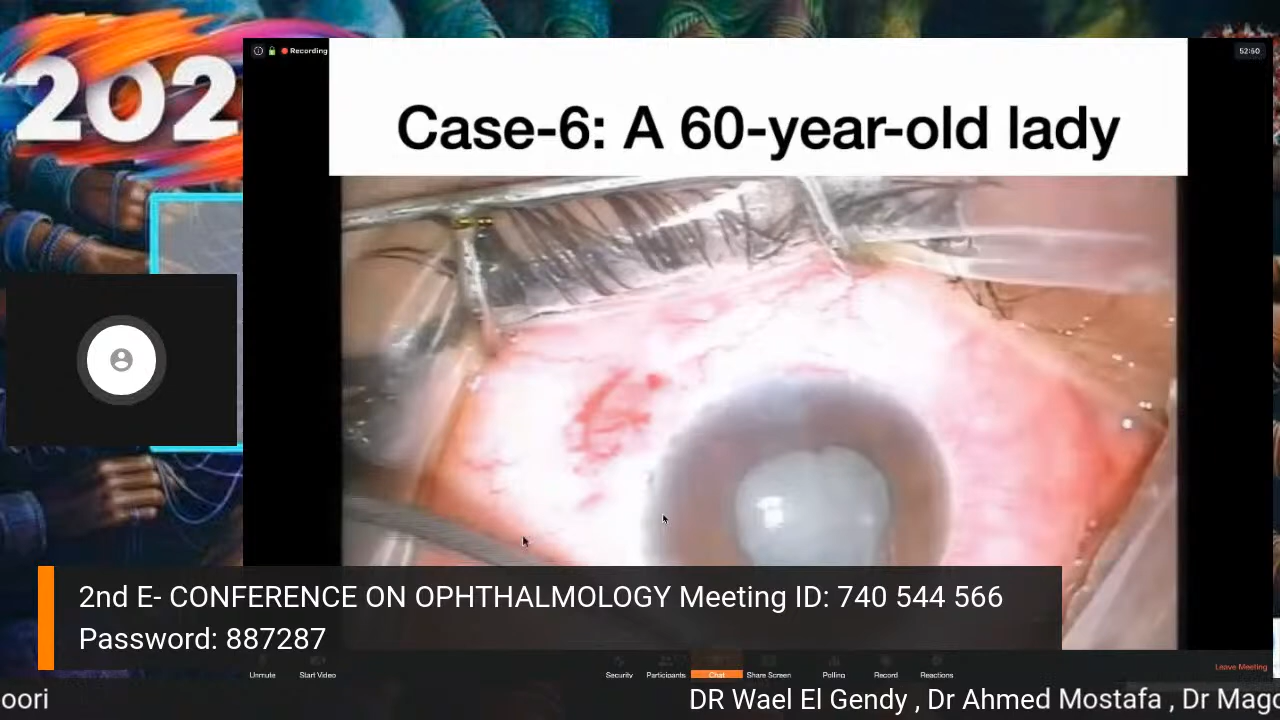 202
Recording
52:50
Case-6: A 60-year-old lady
2nd E- CONFERENCE ON OPHTHALMOLOGY Meeting ID: 740 544 566
Password: 887287
Unmute Start Video Security Participants Chat Share Screen Polling Record Reactions Leave Meeting
oori DR Wael El Gendy , Dr Ahmed Mostafa , Dr Magd